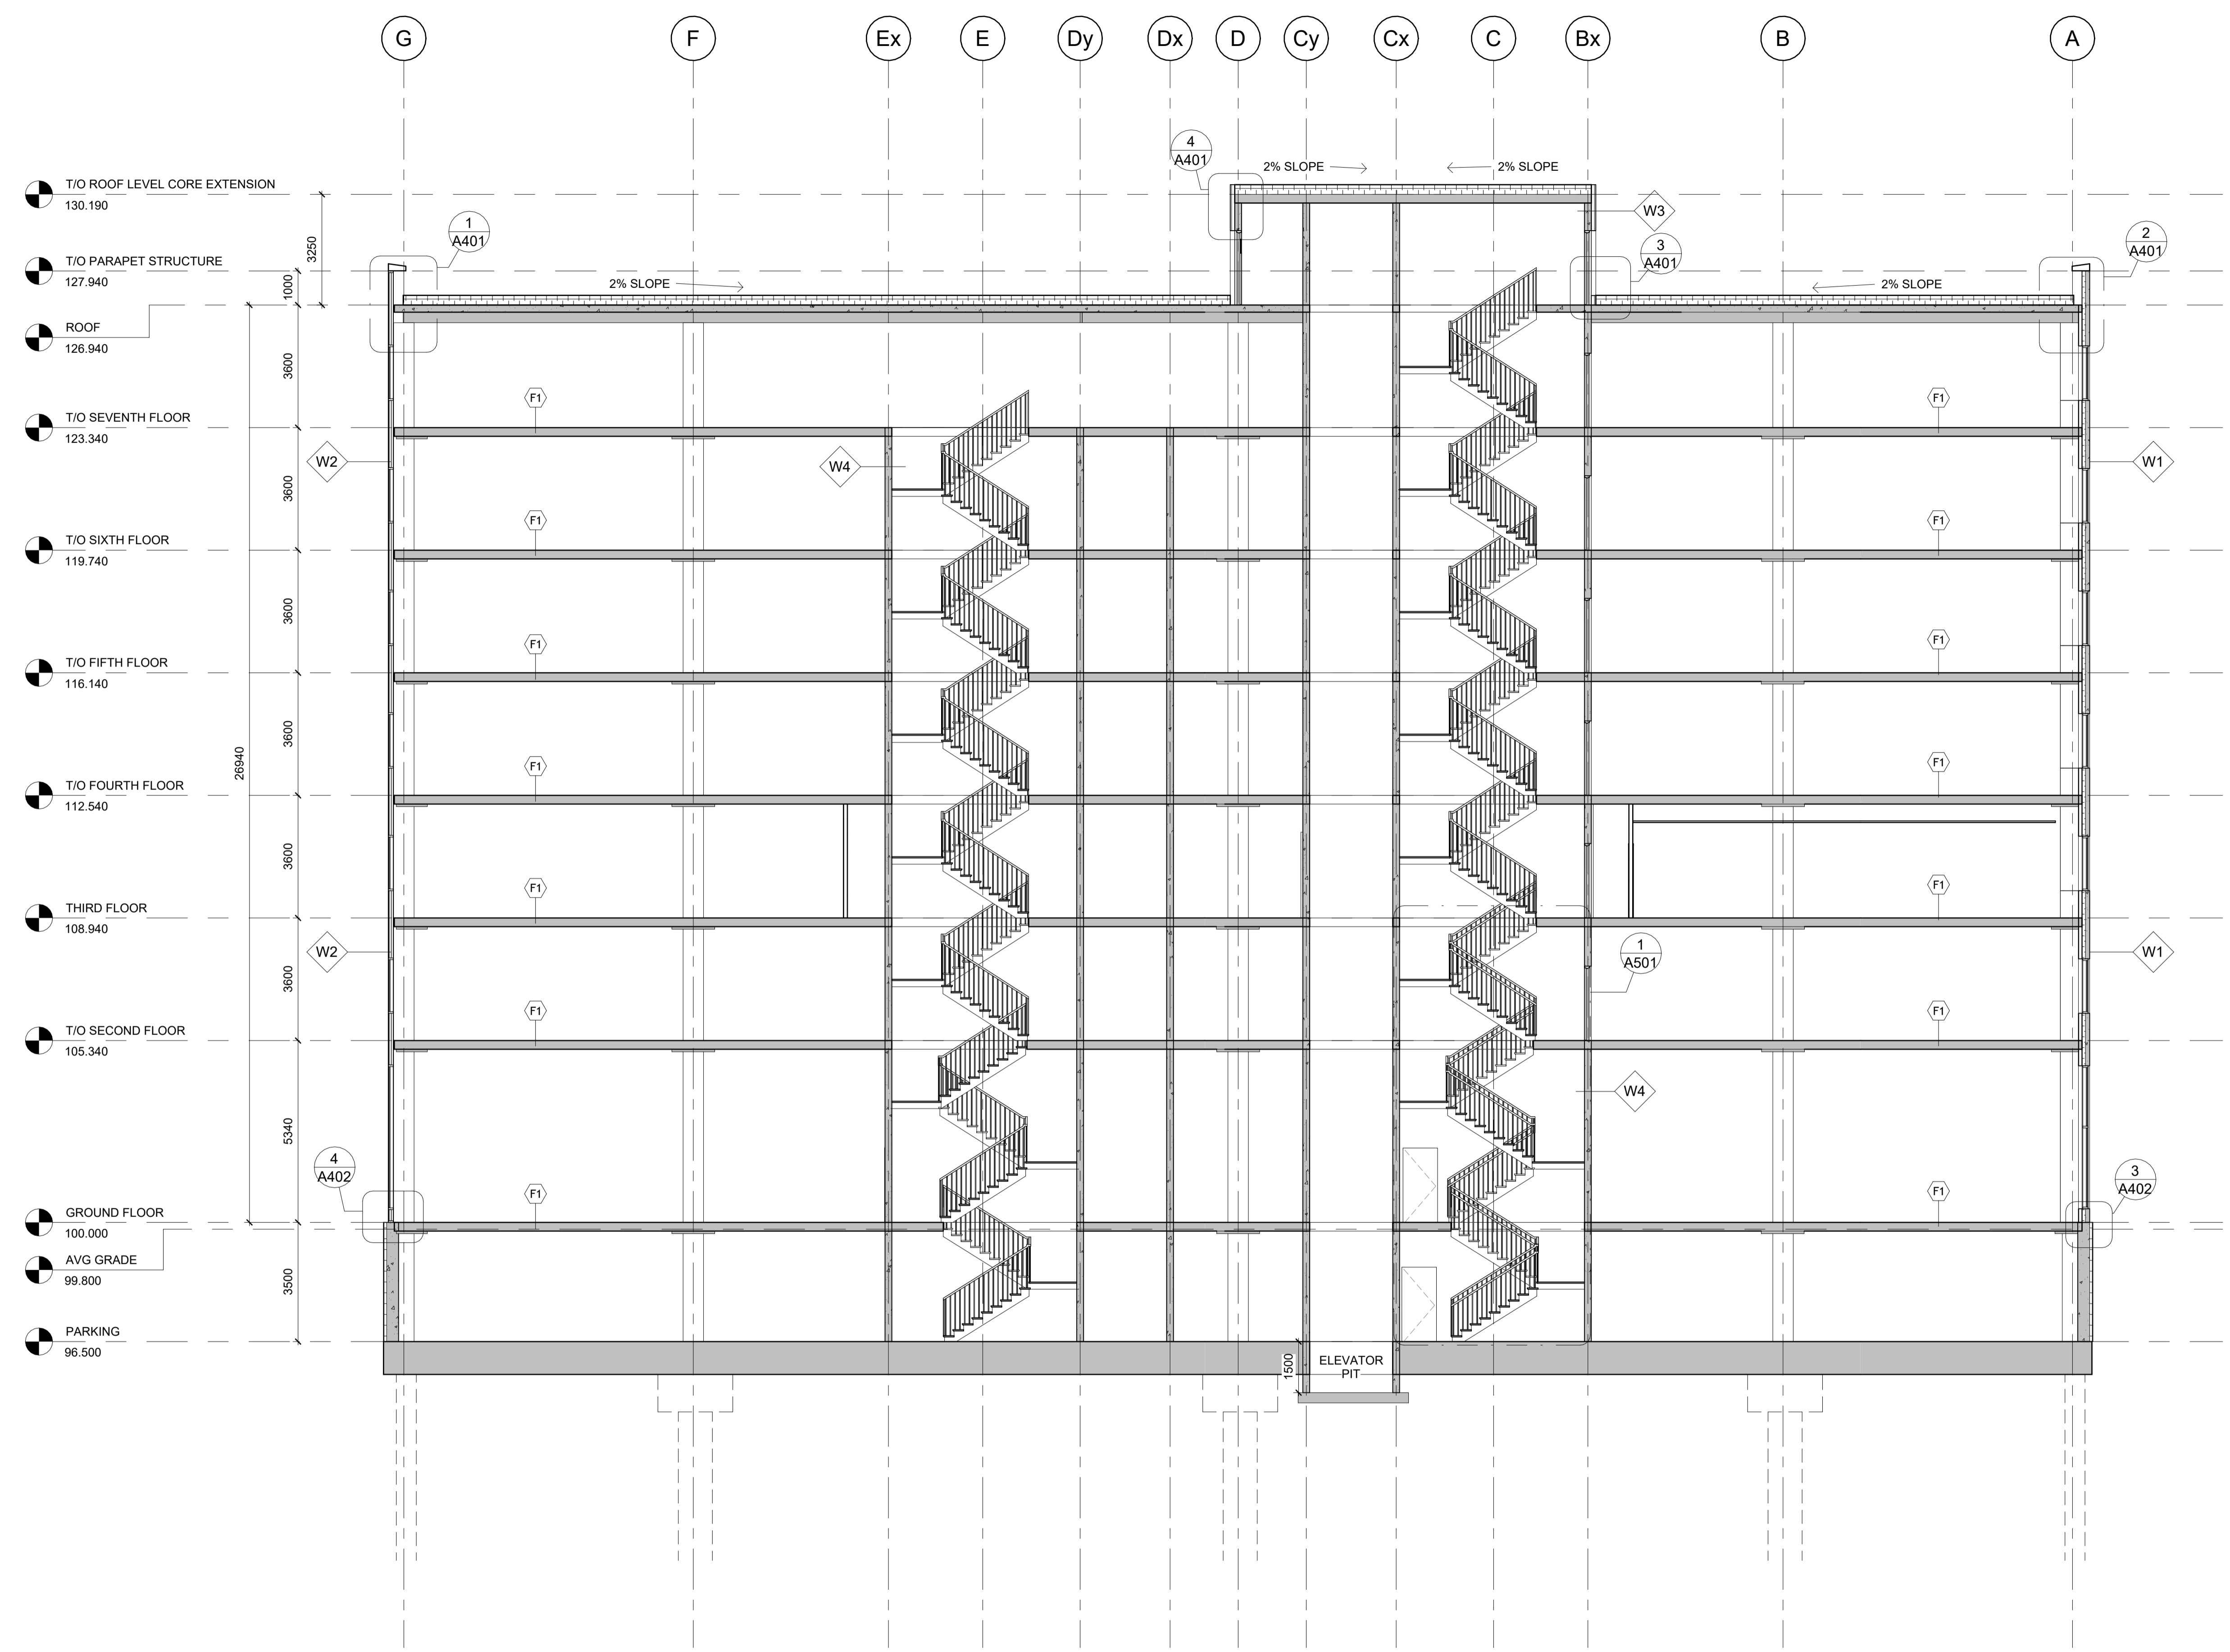 G F Ex E Dy Dx D Cy Cx C Bx B A
4
A401
2% SLOPE
2% SLOPE
T/O ROOF LEVEL CORE EXTENSION
130.190
W3
1
A401
3
A401
2
A401
3250
T/O PARAPET STRUCTURE
127.940
1000
2% SLOPE
2% SLOPE
ROOF
126.940
3600
F1
F1
T/O SEVENTH FLOOR
123.340
W2
W4
W1
3600
F1
F1
T/O SIXTH FLOOR
119.740
3600
F1
F1
T/O FIFTH FLOOR
116.140
3600
26940
F1
F1
T/O FOURTH FLOOR
112.540
3600
F1
F1
THIRD FLOOR
108.940
W2
1
A501
W1
3600
F1
F1
T/O SECOND FLOOR
105.340
W4
5340
4
A402
3
A402
F1
F1
GROUND FLOOR
100.000
AVG GRADE
99.800
3500
PARKING
96.500
1500
ELEVATOR
PIT